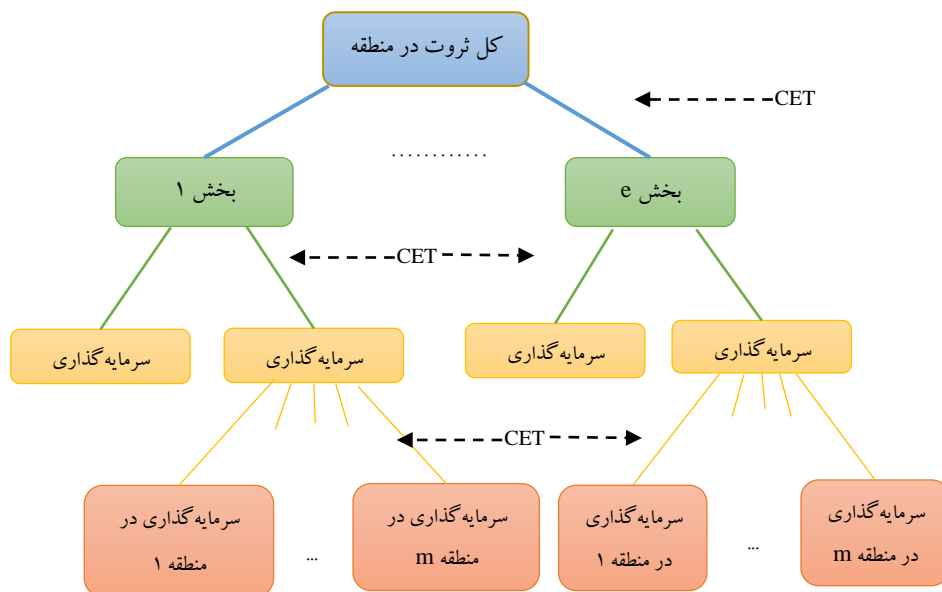 کل ثروت در منطقه
CET
............
بخش ۱
بخش e
CET
سرمایه‌گذاری
سرمایه‌گذاری
سرمایه‌گذاری
سرمایه‌گذاری
CET
سرمایه‌گذاری در
منطقه ۱
...
سرمایه‌گذاری در
منطقه m
سرمایه‌گذاری
در منطقه ۱
...
سرمایه‌گذاری
در منطقه m